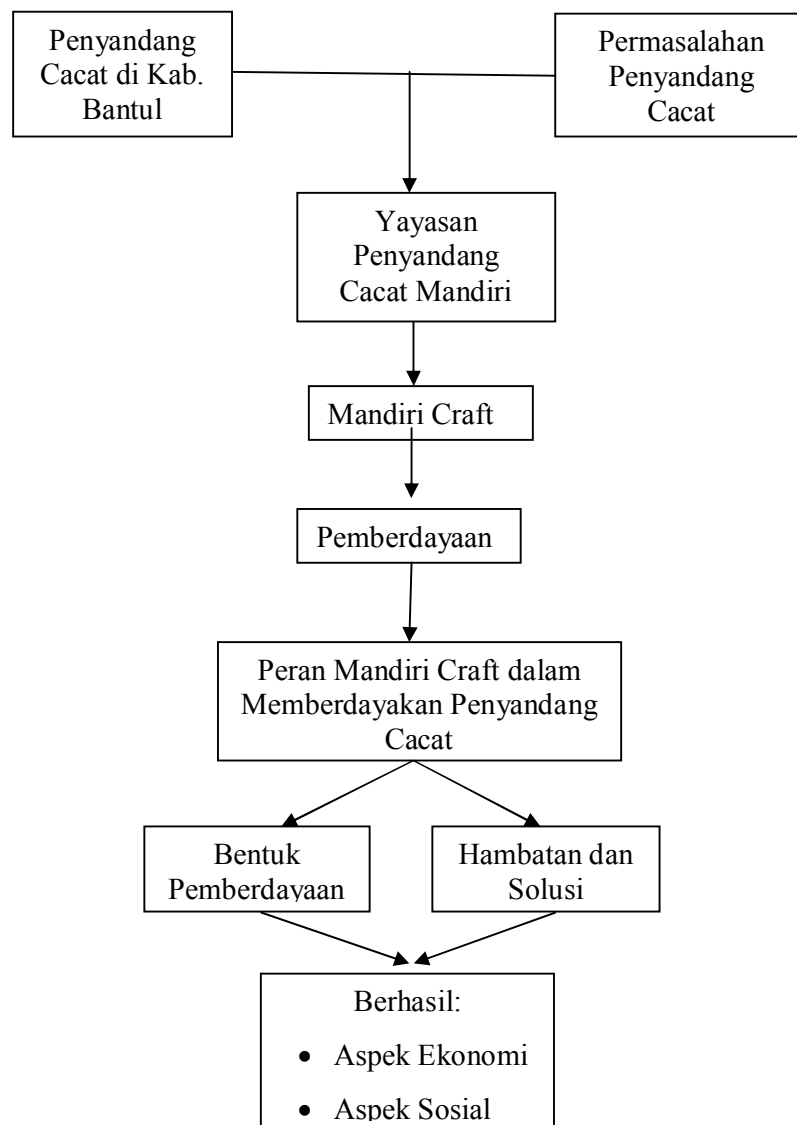 Penyandang
Cacat di Kab.
Bantul
Permasalahan
Penyandang
Cacat
Yayasan
Penyandang
Cacat Mandiri
Mandiri Craft
Pemberdayaan
Peran Mandiri Craft dalam
Memberdayakan Penyandang
Cacat
Bentuk
Pemberdayaan
Hambatan dan
Solusi
Berhasil:
• Aspek Ekonomi
• Aspek Sosial